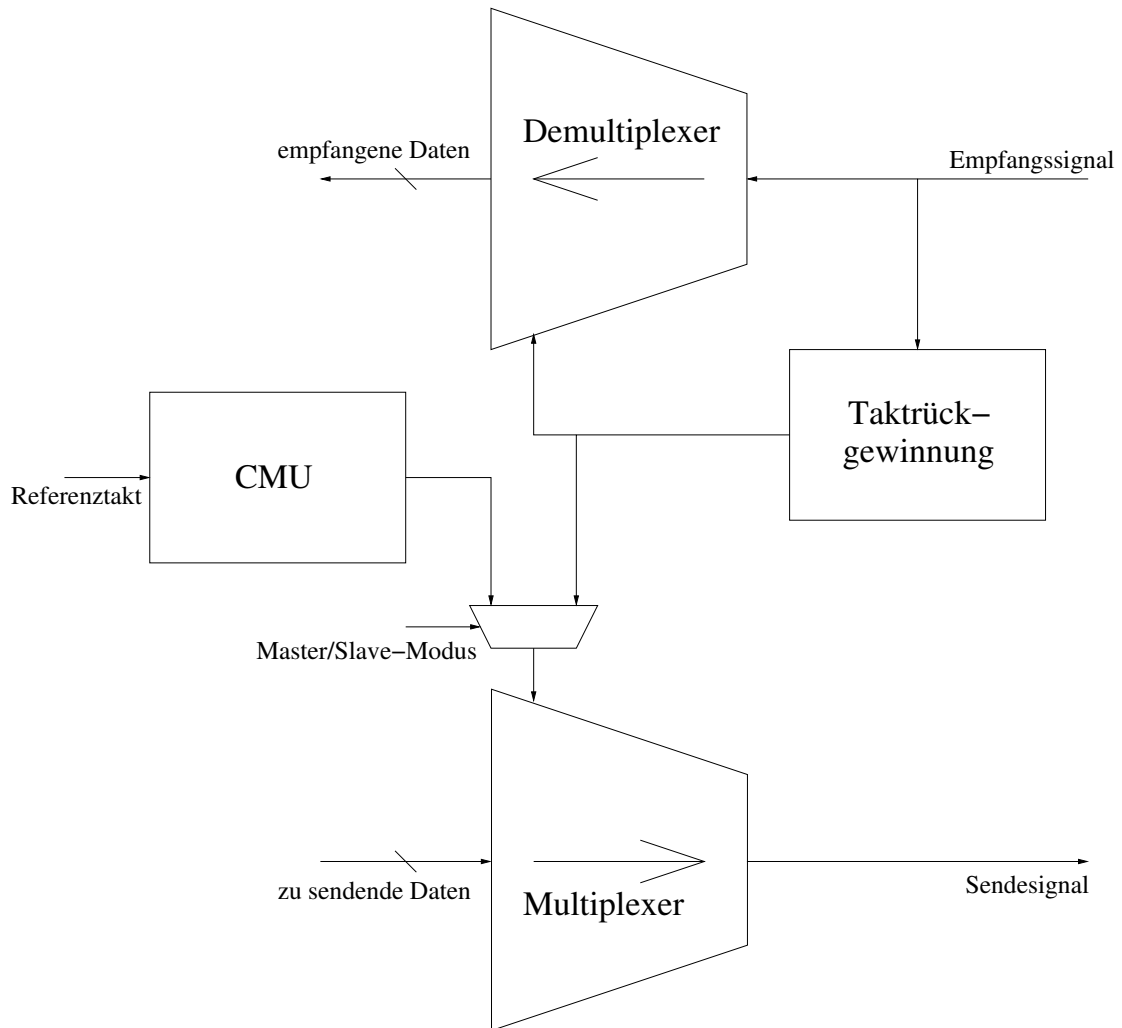 Demultiplexer
empfangene Daten
Empfangssignal
Taktrück−
gewinnung
CMU
Referenztakt
Master/Slave−Modus
zu sendende Daten
Multiplexer
Sendesignal